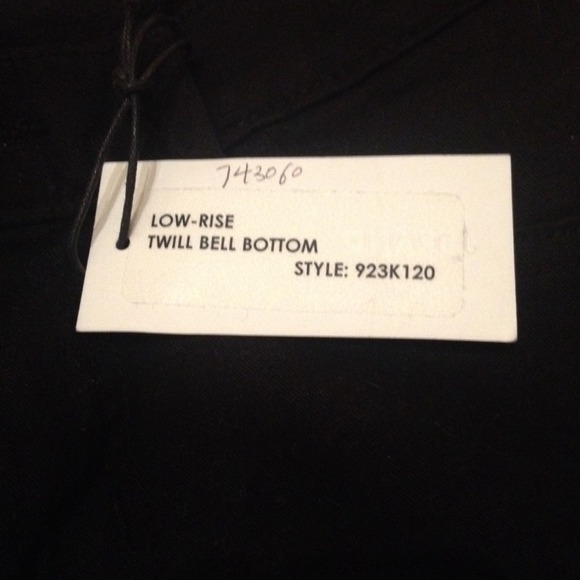 743060
LOW-RISE
TWILL BELL BOTTOM
STYLE: 923K120